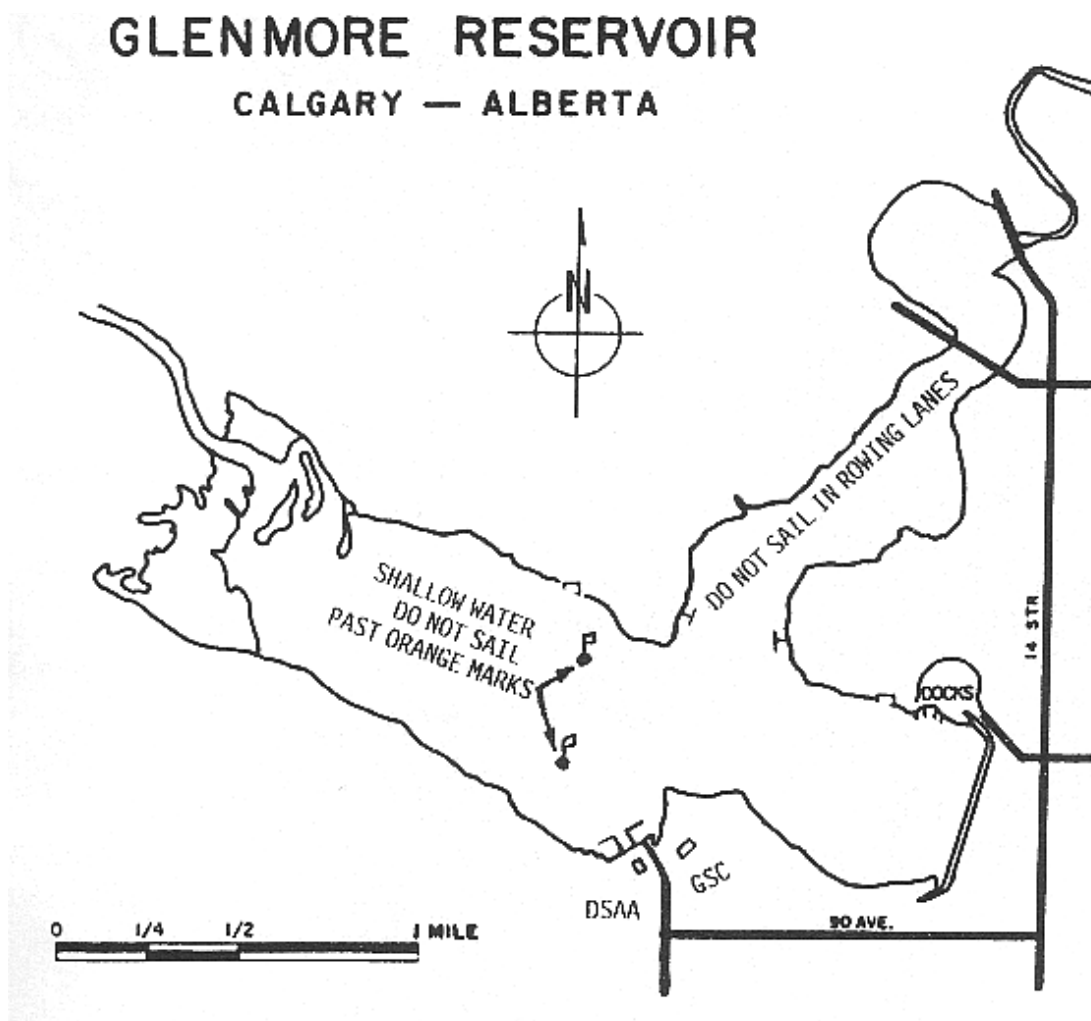 GLENMORE RESERVOIR
CALGARY — ALBERTA
N
DO NOT SAIL IN ROWING LANES
SHALLOW WATER
DO NOT SAIL
PAST ORANGE MARKS
14 STR
DOCKS
GSC
DSAA
90 AVE.
0 1/4 1/2 1 MILE